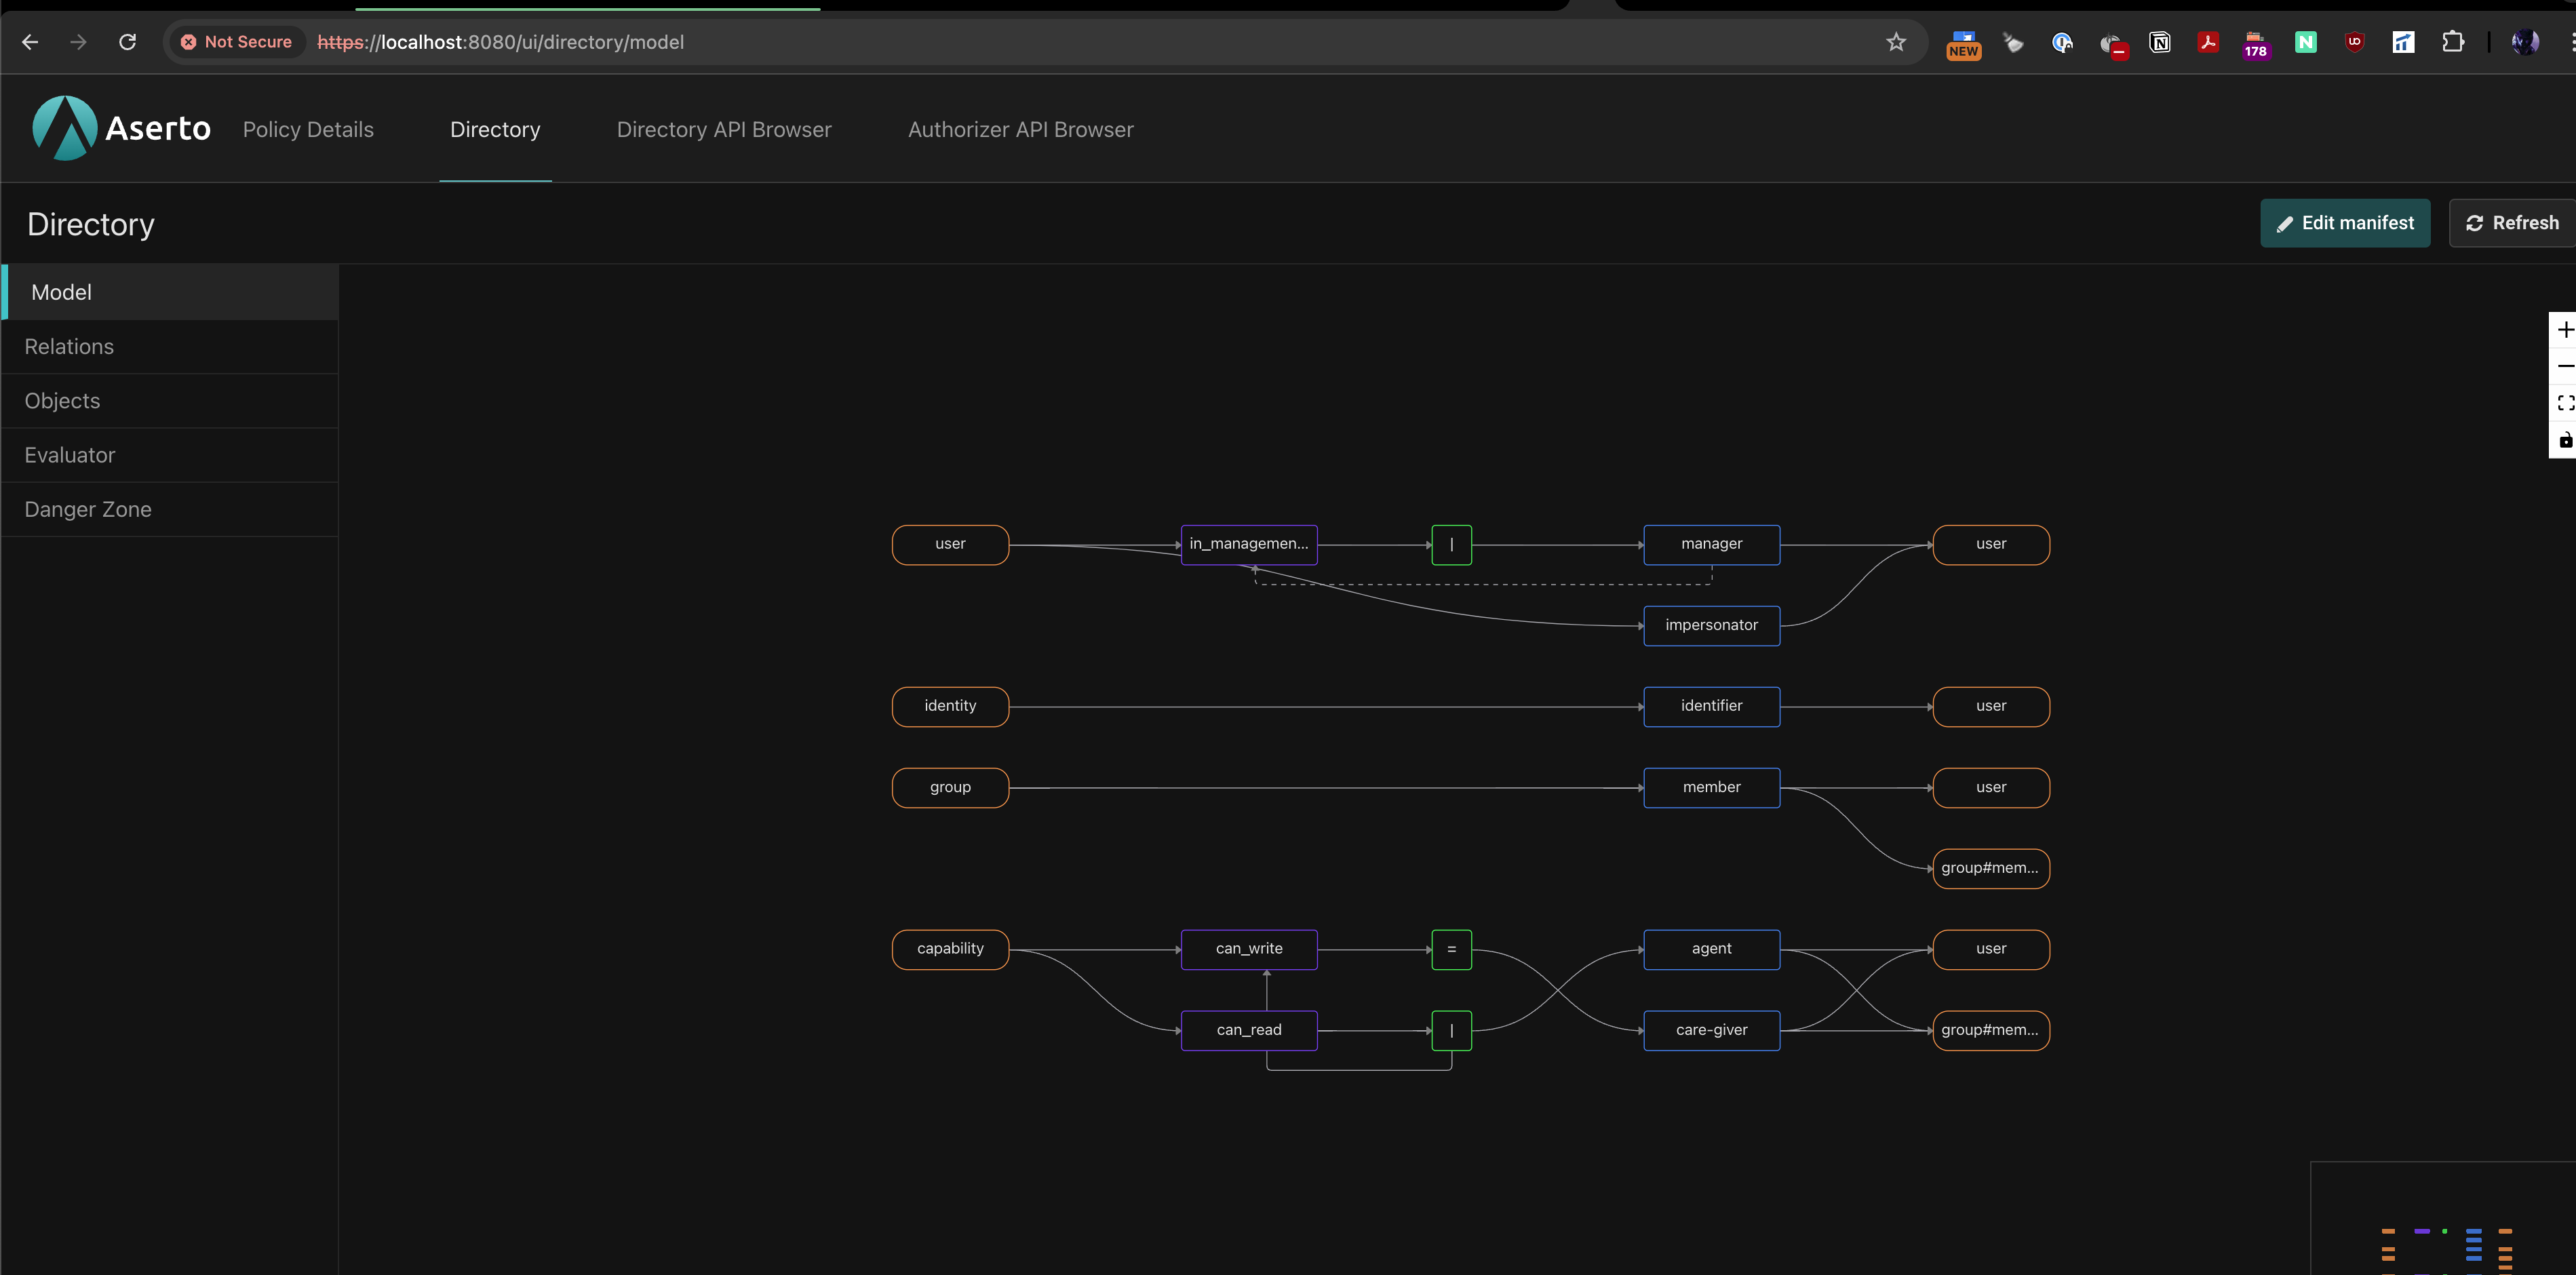 Not Secure https://localhost:8080/ui/directory/model
NEW
178
Aserto Policy Details Directory Directory API Browser Authorizer API Browser
Directory Edit manifest Refresh
Model
Relations
Objects
Evaluator
Danger Zone
user in_managemen... | manager user
impersonator
identity identifier user
group member user
group#mem...
capability can_write = agent user
can_read | care-giver group#mem...